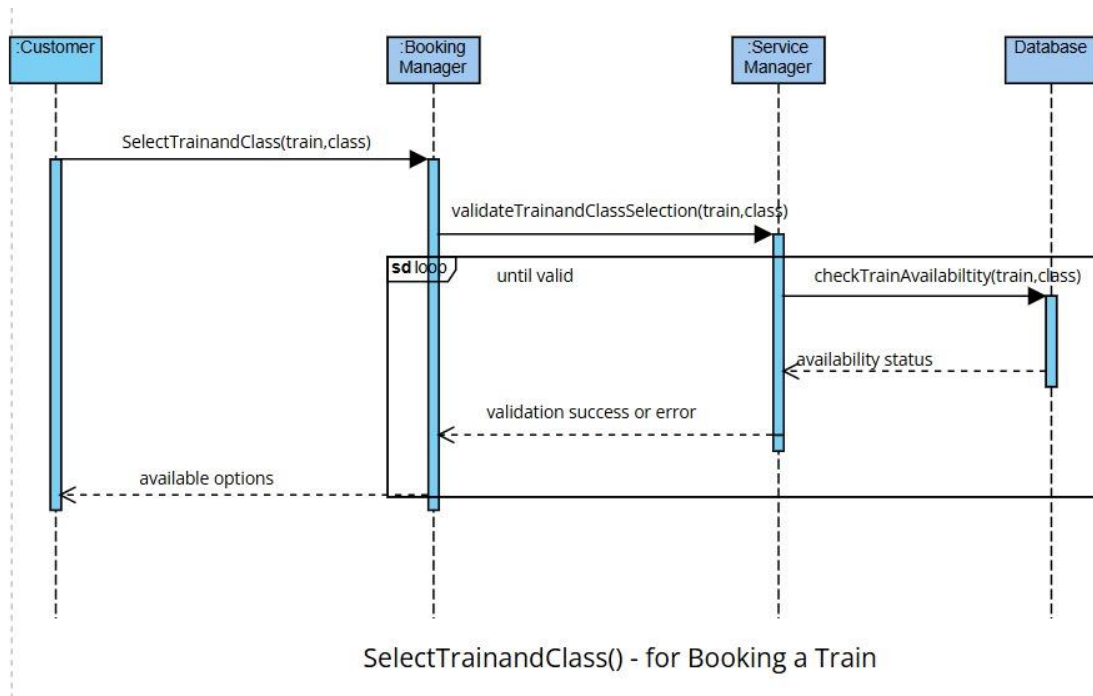 :Customer
:Booking
Manager
:Service
Manager
Database
SelectTrainandClass(train,class)
validateTrainandClassSelection(train,class)
sd loop
until valid
checkTrainAvailabiltity(train,class)
availability status
validation success or error
available options
SelectTrainandClass() - for Booking a Train